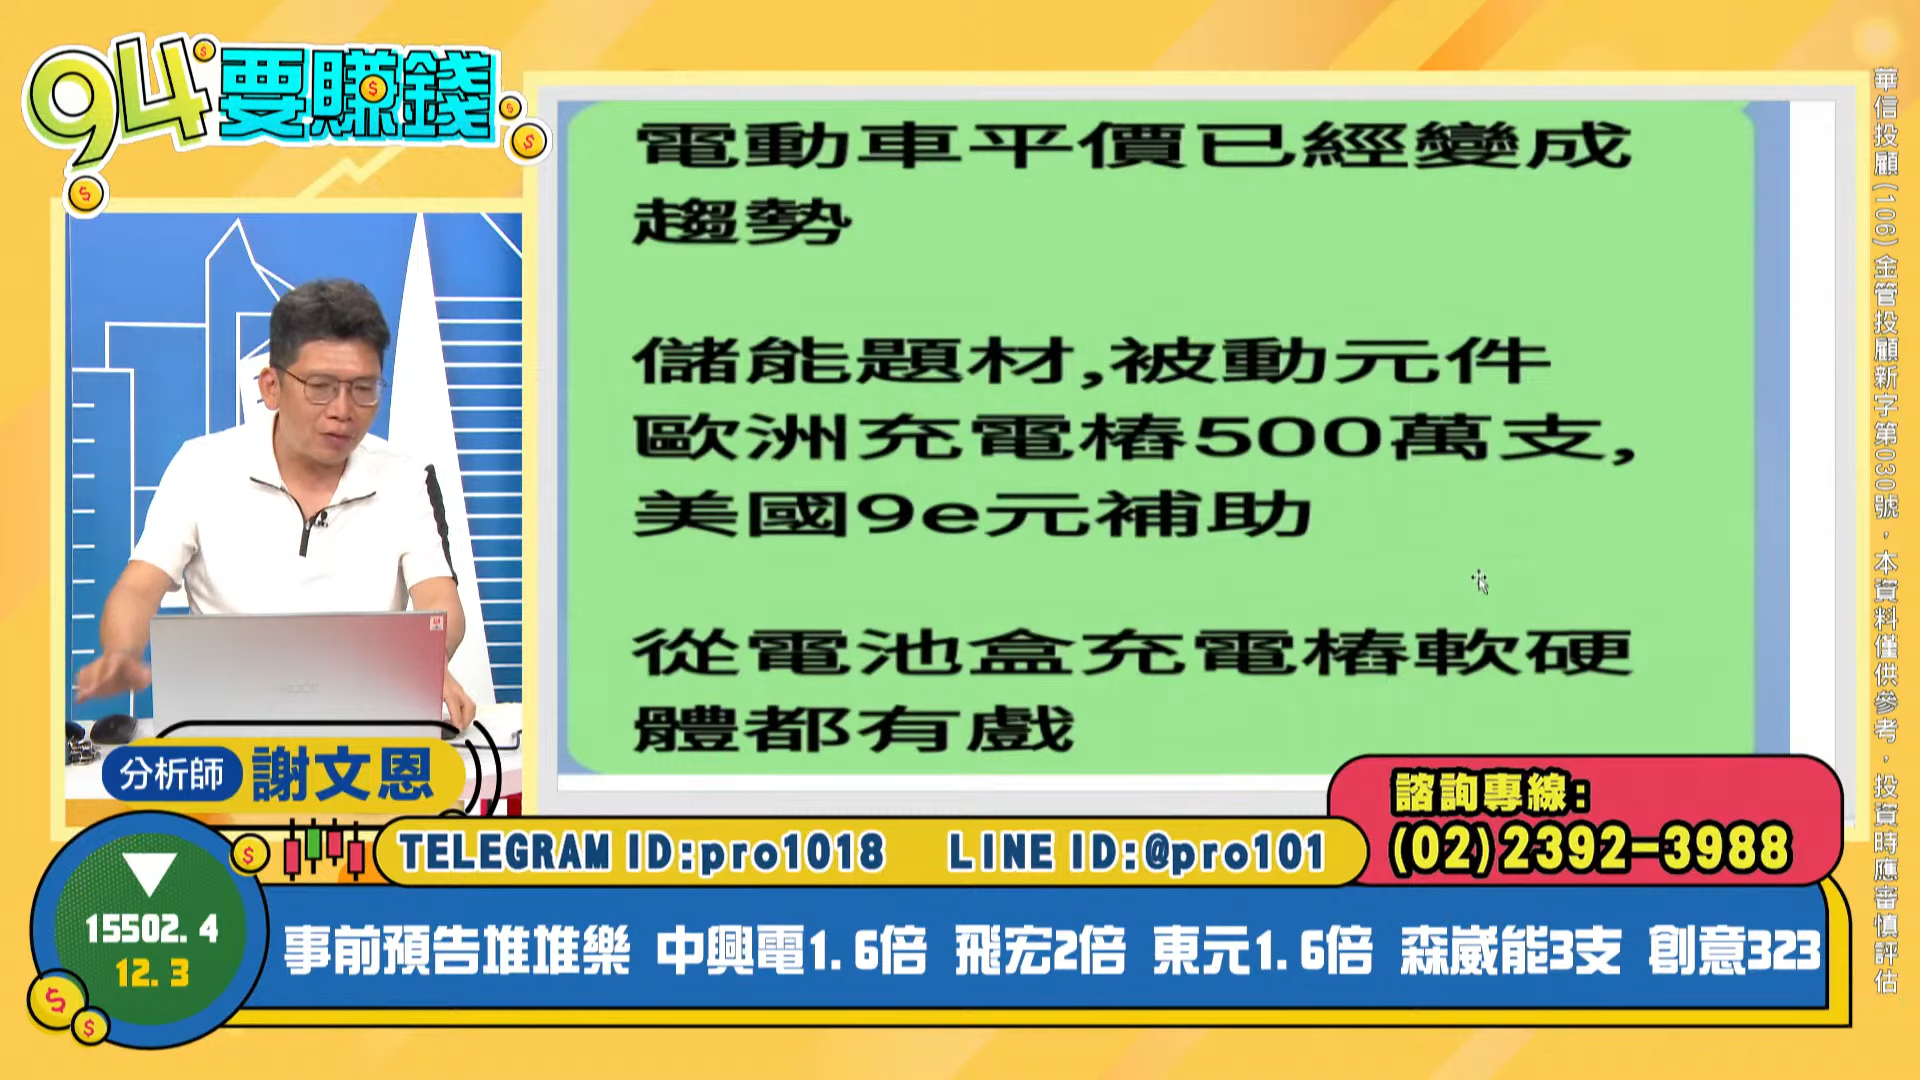 94要賺錢
電動車平價已經變成
趨勢
儲能題材,被動元件
歐洲充電樁500萬支,
美國9e元補助
從電池盒充電樁軟硬
體都有戲
分析師 謝文恩
諮詢專線:
(02)2392-3988
TELEGRAM ID:pro1018 LINE ID:@pro101
15502.4
12.3
事前預告堆堆樂 中興電1.6倍 飛宏2倍 東元1.6倍 森崴能3支 創意323
華信投顧(106)金管投顧新字第030號，本資料僅供參考，投資時應審慎評估